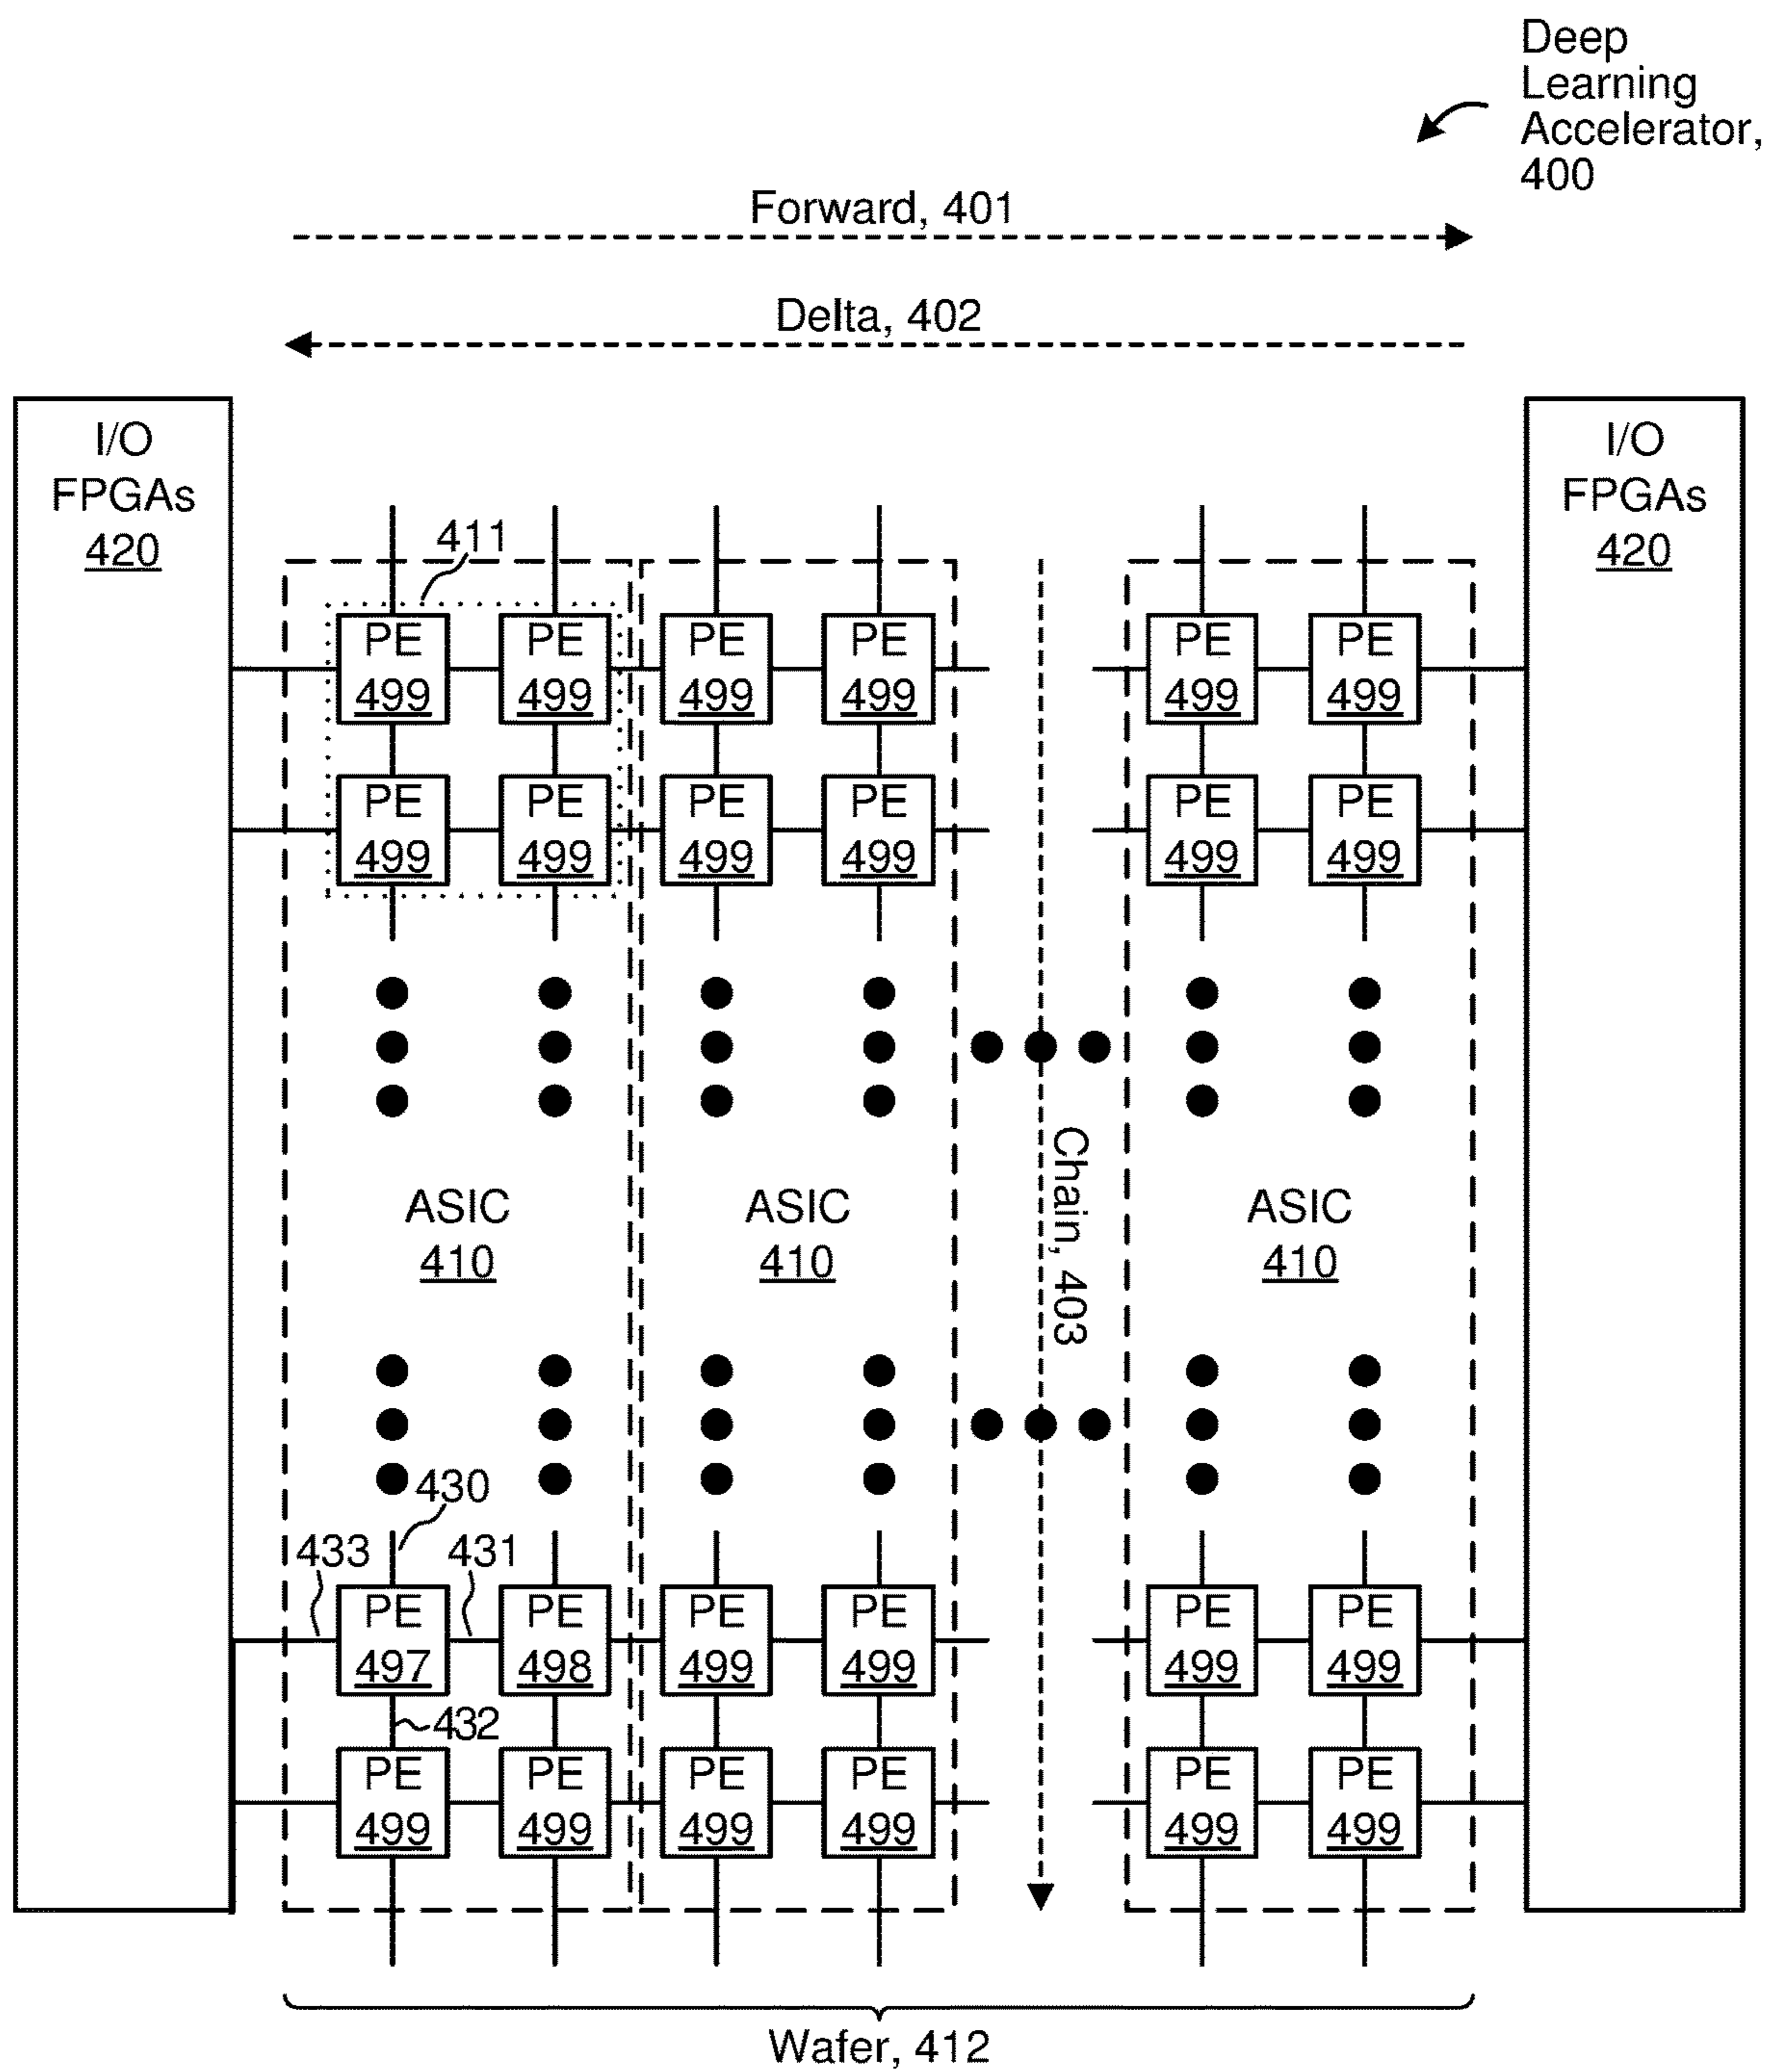 Deep
Learning
Accelerator,
400
Forward, 401
Delta, 402
I/O
FPGAs
420
I/O
FPGAs
420
411
PE PE PE PE PE PE
499 499 499 499 499 499
PE PE PE PE PE PE
499 499 499 499 499 499
Chain, 403
ASIC ASIC ASIC
410 410 410
430
433 431
PE PE PE PE PE PE
497 498 499 499 499 499
432
PE PE PE PE PE PE
499 499 499 499 499 499
Wafer, 412